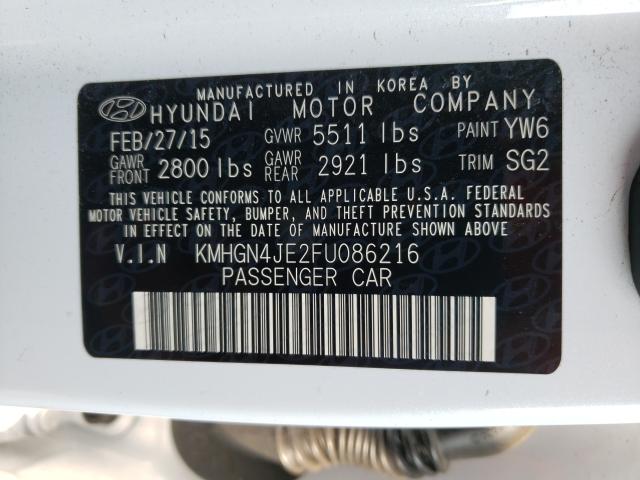 MANUFACTURED IN KOREA BY
HYUNDAI MOTOR COMPANY
FEB/27/15 GVWR 5511 lbs PAINT YW6
GAWR FRONT 2800 lbs GAWR REAR 2921 lbs TRIM SG2
THIS VEHICLE CONFORMS TO ALL APPLICABLE U.S.A. FEDERAL
MOTOR VEHICLE SAFETY, BUMPER, AND THEFT PREVENTION STANDARDS
IN EFFECT ON THE DATE OF MANUFACTURE SHOWN ABOVE
V.I.N KMHGN4JE2FU086216
PASSENGER CAR